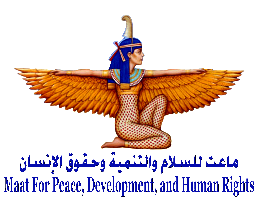 ماعت للسلام والتنمية وحقوق الإنسان
Maat For Peace, Development, and Human Rights